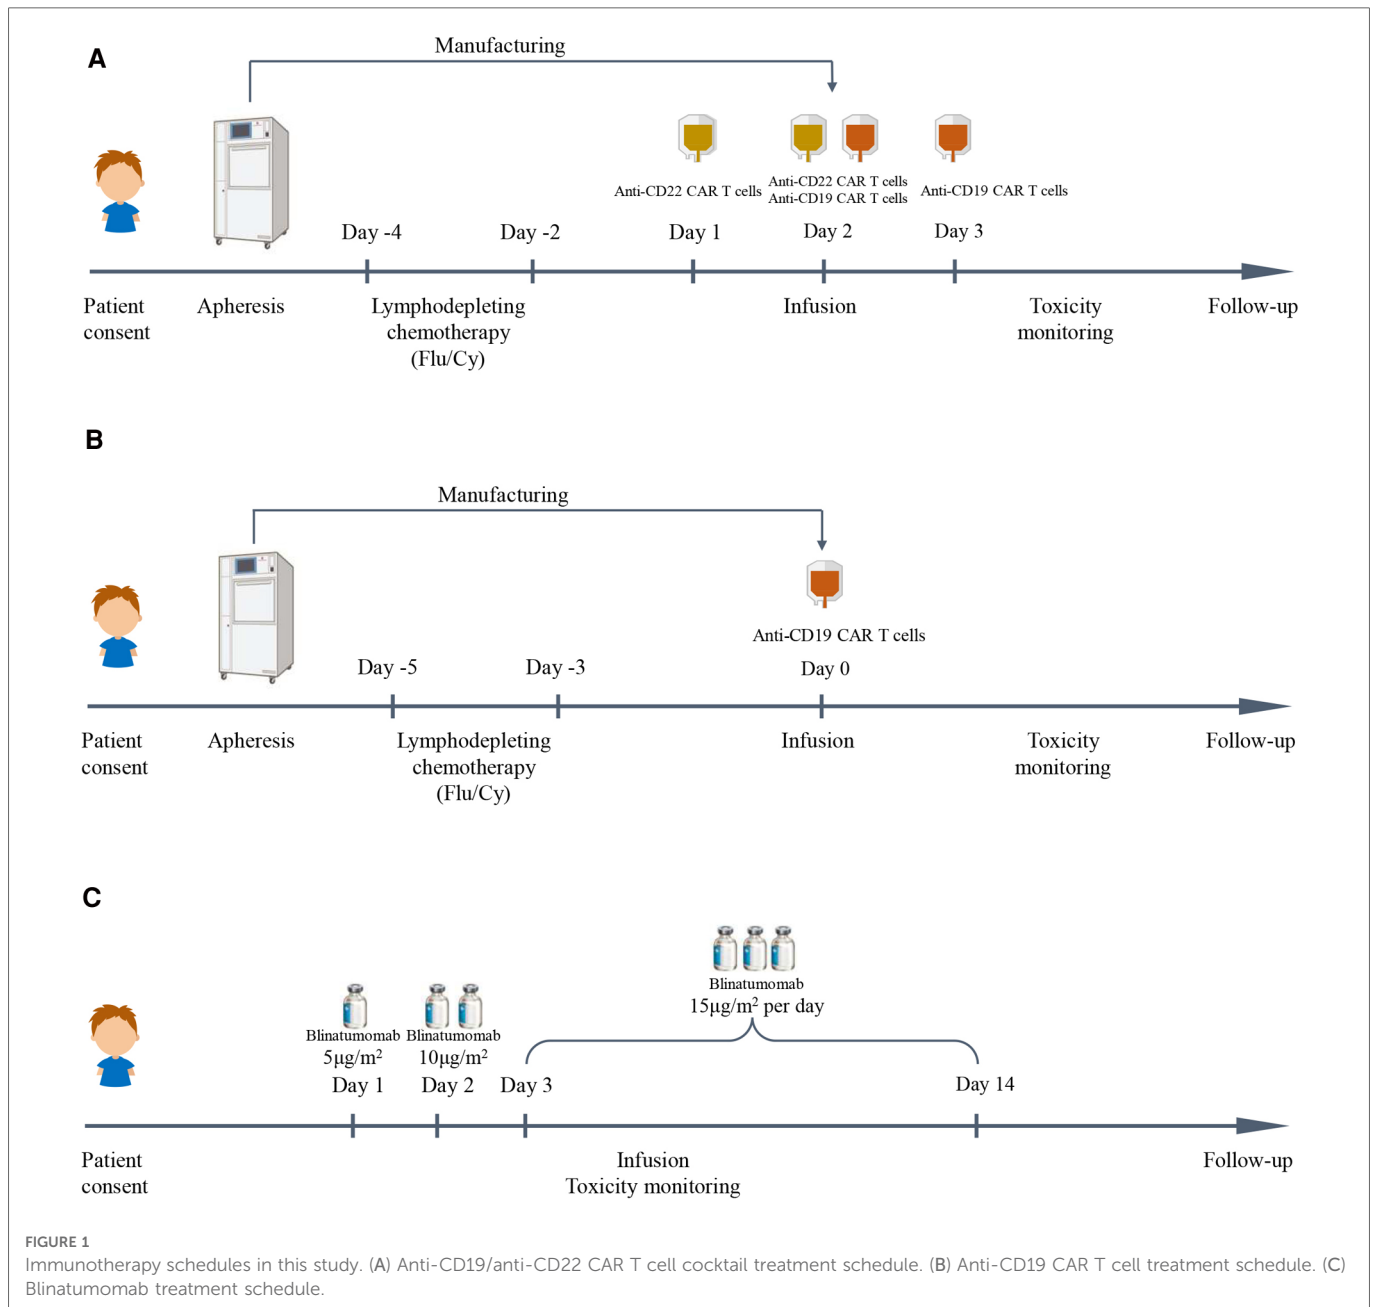 A
Manufacturing
Anti-CD22 CAR T cells
Anti-CD22 CAR T cells
Anti-CD19 CAR T cells
Anti-CD19 CAR T cells
Day -4
Day -2
Day 1
Day 2
Day 3
Patient
consent
Apheresis
Lymphodepleting
chemotherapy
(Flu/Cy)
Infusion
Toxicity
monitoring
Follow-up
B
Manufacturing
Anti-CD19 CAR T cells
Day -5
Day -3
Day 0
Patient
consent
Apheresis
Lymphodepleting
chemotherapy
(Flu/Cy)
Infusion
Toxicity
monitoring
Follow-up
C
Blinatumomab
15µg/m² per day
Blinatumomab
5µg/m²
Day 1
Blinatumomab
10µg/m²
Day 2
Day 3
Day 14
Patient
consent
Infusion
Toxicity monitoring
Follow-up
FIGURE 1
Immunotherapy schedules in this study. (A) Anti-CD19/anti-CD22 CAR T cell cocktail treatment schedule. (B) Anti-CD19 CAR T cell treatment schedule. (C)
Blinatumomab treatment schedule.